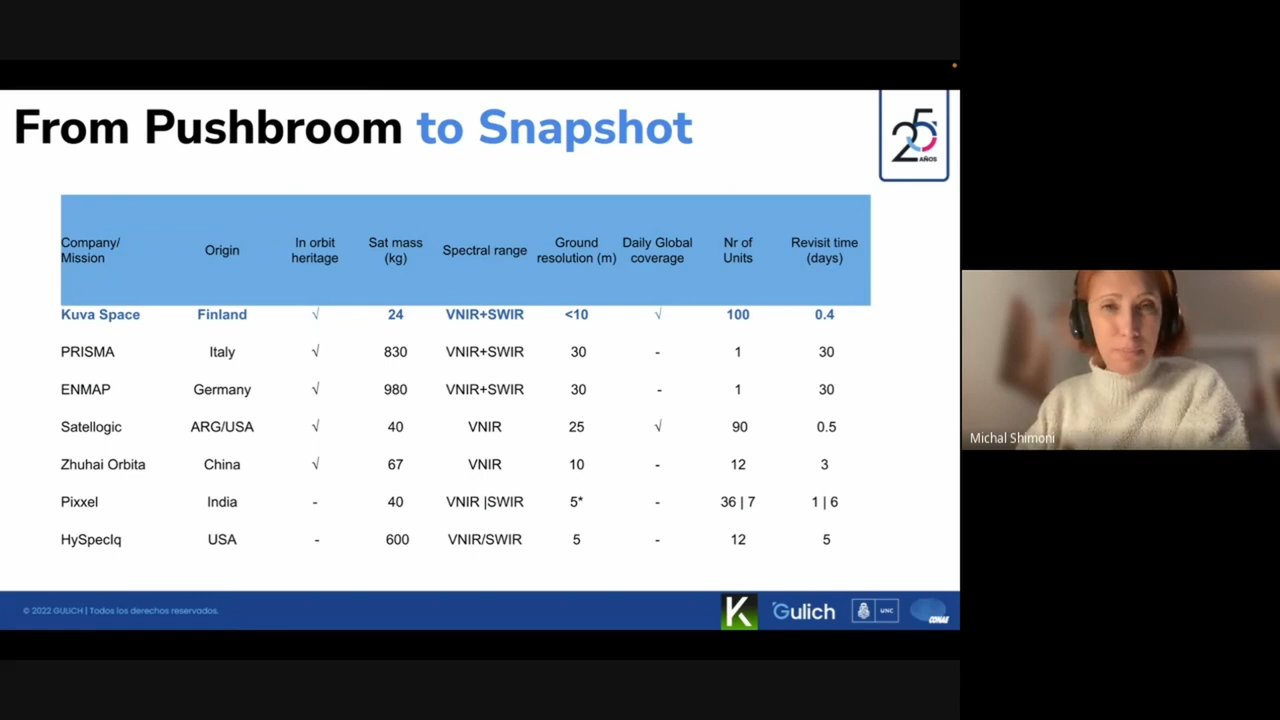 From Pushbroom to Snapshot
25
AÑOS
Company/ Mission Origin In orbit heritage Sat mass (kg) Spectral range Ground resolution (m) Daily Global coverage Nr of Units Revisit time (days)
Kuva Space Finland √ 24 VNIR+SWIR <10 √ 100 0.4
PRISMA Italy √ 830 VNIR+SWIR 30 - 1 30
ENMAP Germany √ 980 VNIR+SWIR 30 - 1 30
Satellogic ARG/USA √ 40 VNIR 25 √ 90 0.5
Zhuhai Orbita China √ 67 VNIR 10 - 12 3
Pixxel India - 40 VNIR |SWIR 5* - 36 | 7 1 | 6
HySpecIq USA - 600 VNIR/SWIR 5 - 12 5
Michal Shimoni
© 2022 GULICH | Todos los derechos reservados.
K
Gulich
UNC
CONAE